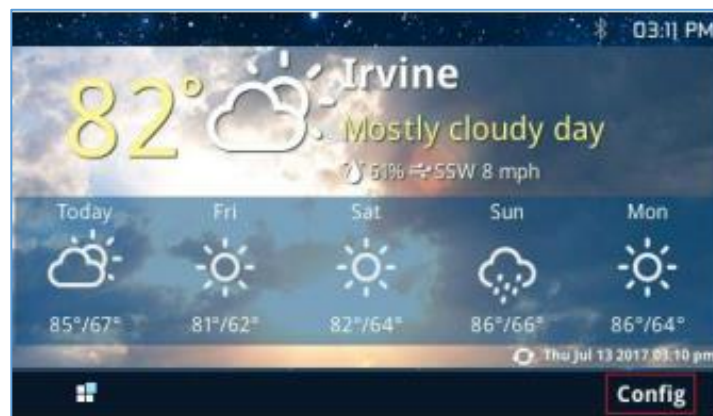 03:11 PM
82°
Irvine
Mostly cloudy day
51% SSW 8 mph
Today Fri Sat Sun Mon
85°/67° 81°/62° 82°/64° 86°/66° 86°/64°
Thu Jul 13 2017 03:10 pm
Config